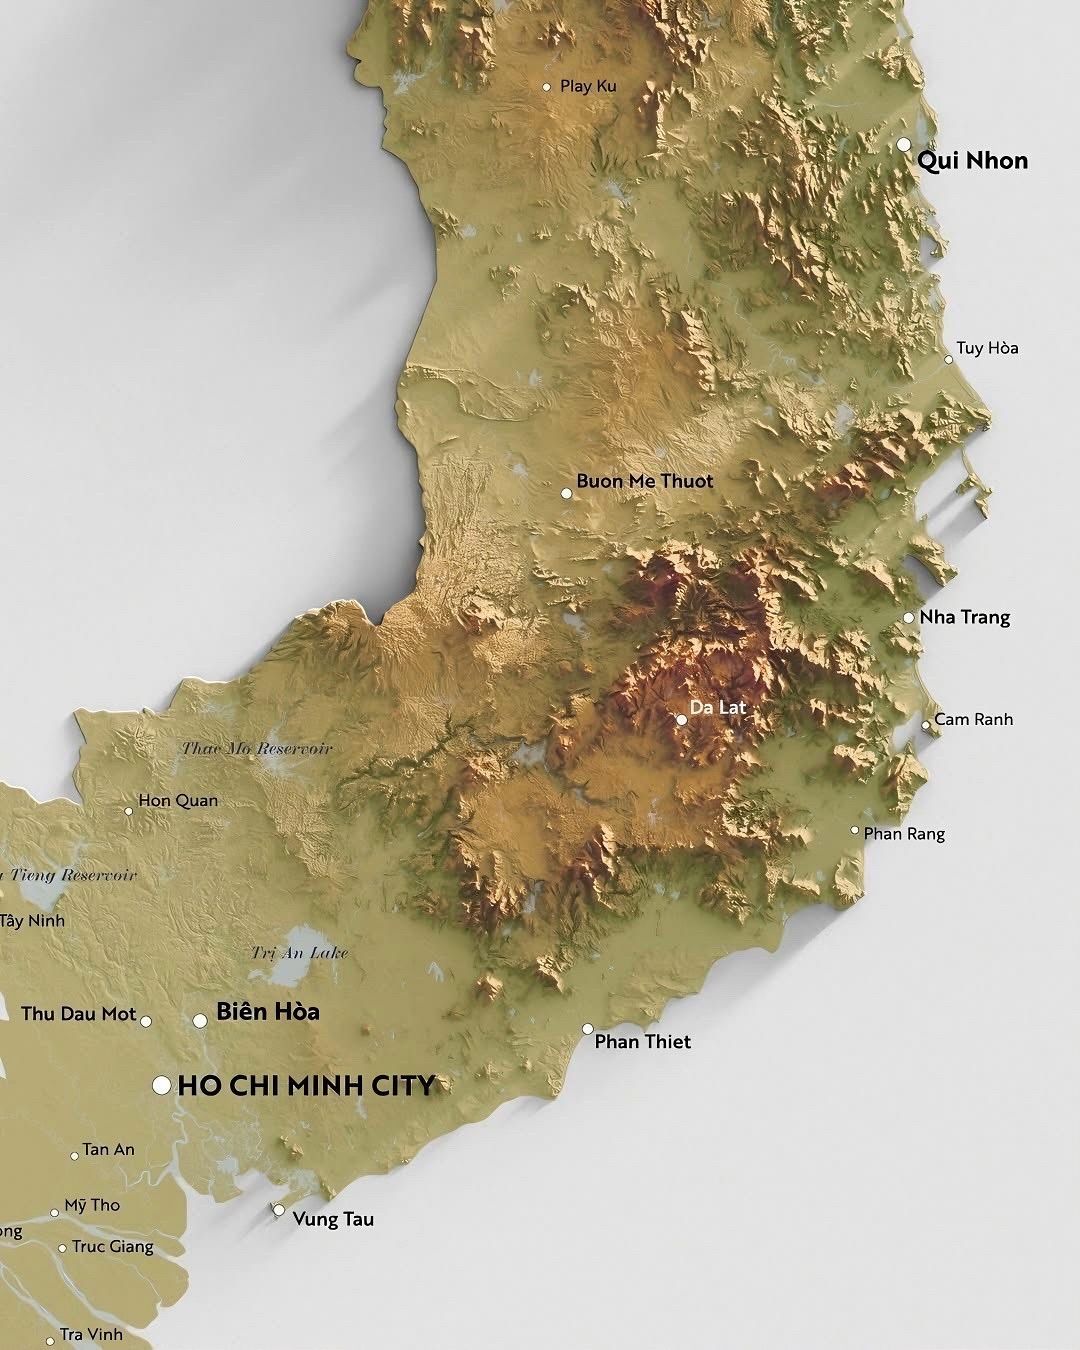 Play Ku
Qui Nhon
Tuy Hòa
Buon Me Thuot
Nha Trang
Da Lat
Cam Ranh
Thac Mo Reservoir
Hon Quan
Phan Rang
Tieng Reservoir
Tây Ninh
Trị An Lake
Thu Dau Mot
Biên Hòa
Phan Thiet
HO CHI MINH CITY
Tan An
Mỹ Tho
Vung Tau
ong
Truc Giang
Tra Vinh